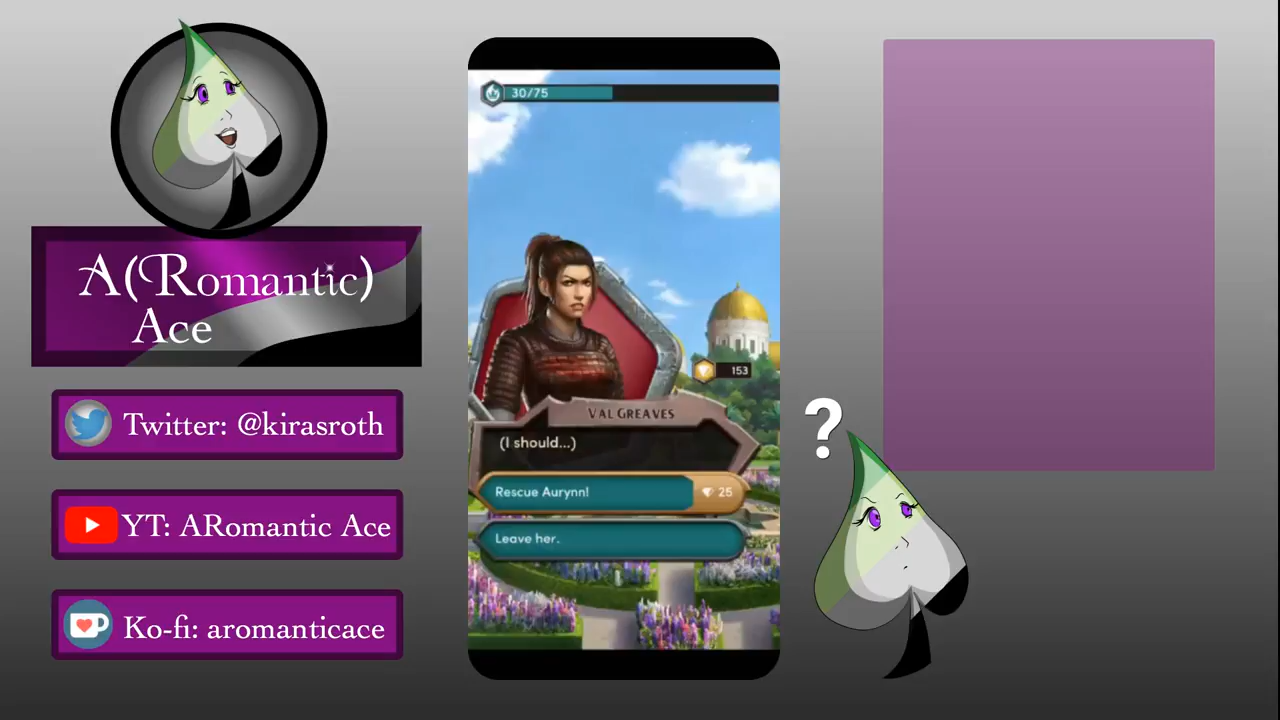 A(Romantic)
Ace
Twitter: @kirasroth
YT: ARomantic Ace
Ko-fi: aromanticace
30/75
153
VAL GREAVES
(I should...)
Rescue Aurynn!
25
Leave her.
?